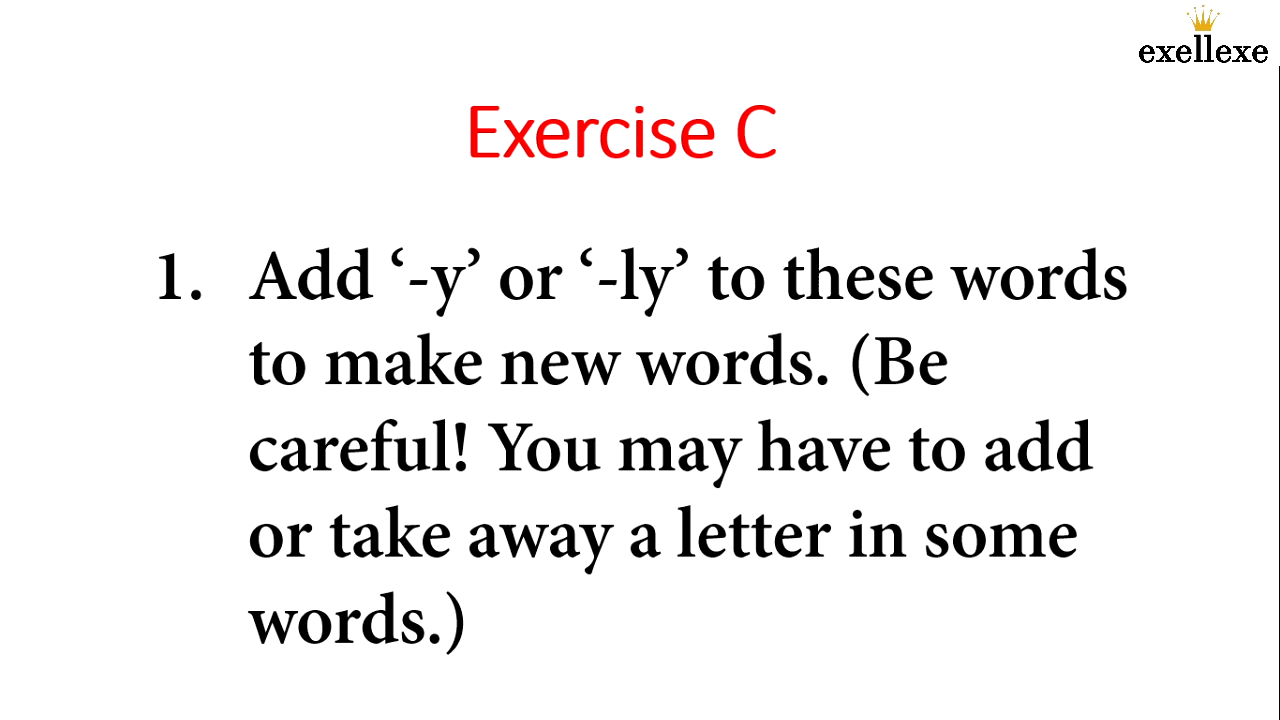 exellexe
Exercise C
1. Add ‘-y’ or ‘-ly’ to these words
to make new words. (Be
careful! You may have to add
or take away a letter in some
words.)